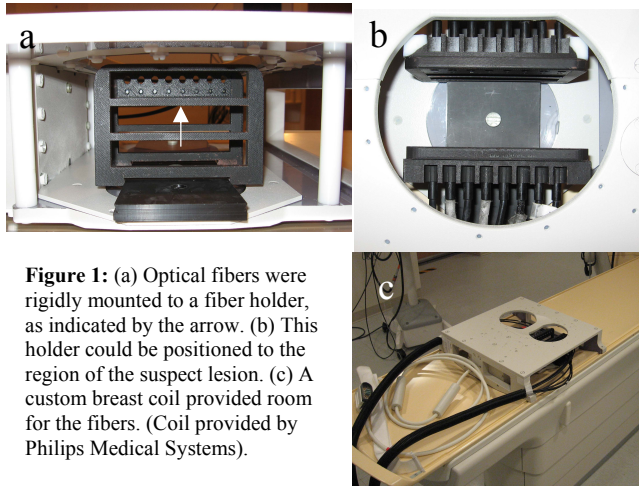 a
b
Figure 1: (a) Optical fibers were
rigidly mounted to a fiber holder,
as indicated by the arrow. (b) This
holder could be positioned to the
region of the suspect lesion. (c) A
custom breast coil provided room
for the fibers. (Coil provided by
Philips Medical Systems).
c